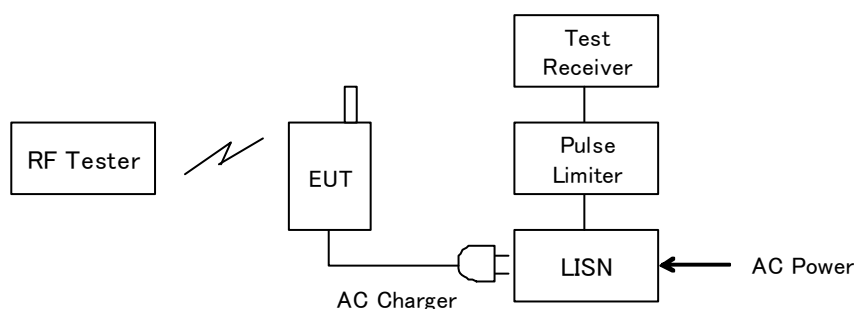 Test
Receiver
RF Tester
EUT
Pulse
Limiter
LISN
AC Power
AC Charger